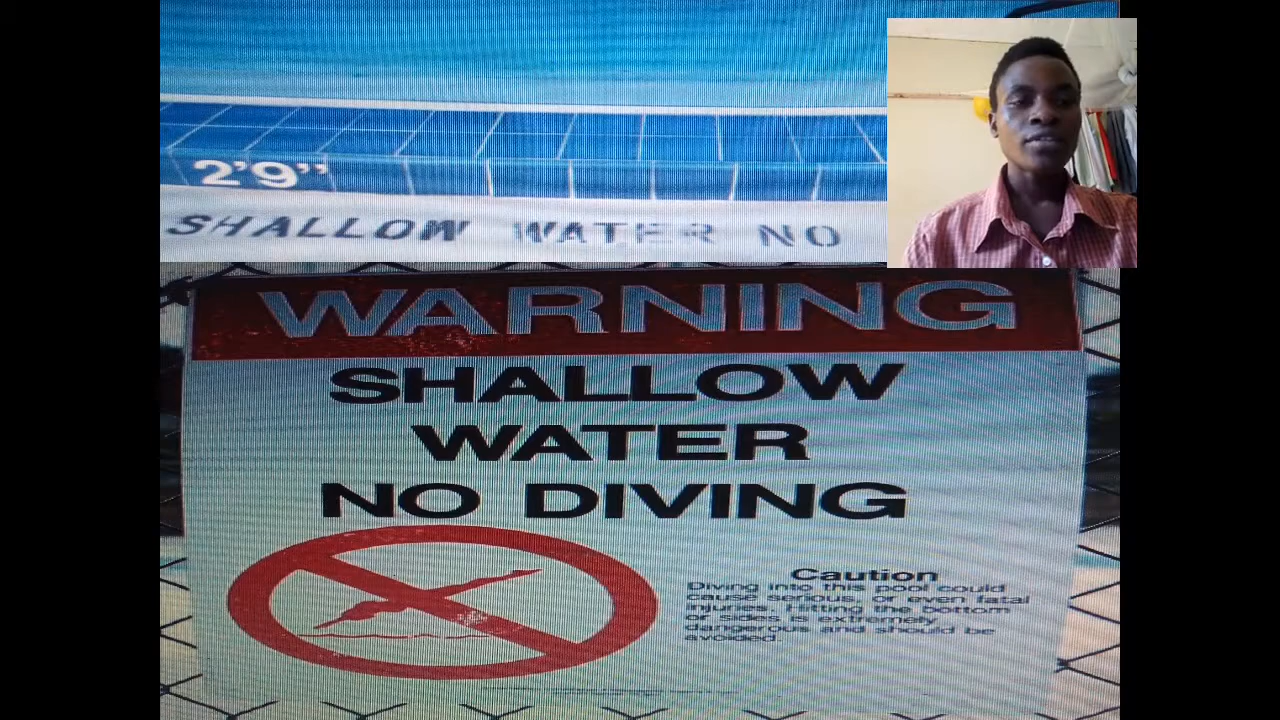 2'9"
SHALLOW WATER NO
WARNING
SHALLOW
WATER
NO DIVING
Caution
Diving into this pool could
cause serious, or even fatal
injuries. Hitting the bottom
or sides is extremely
dangerous and should be
avoided.